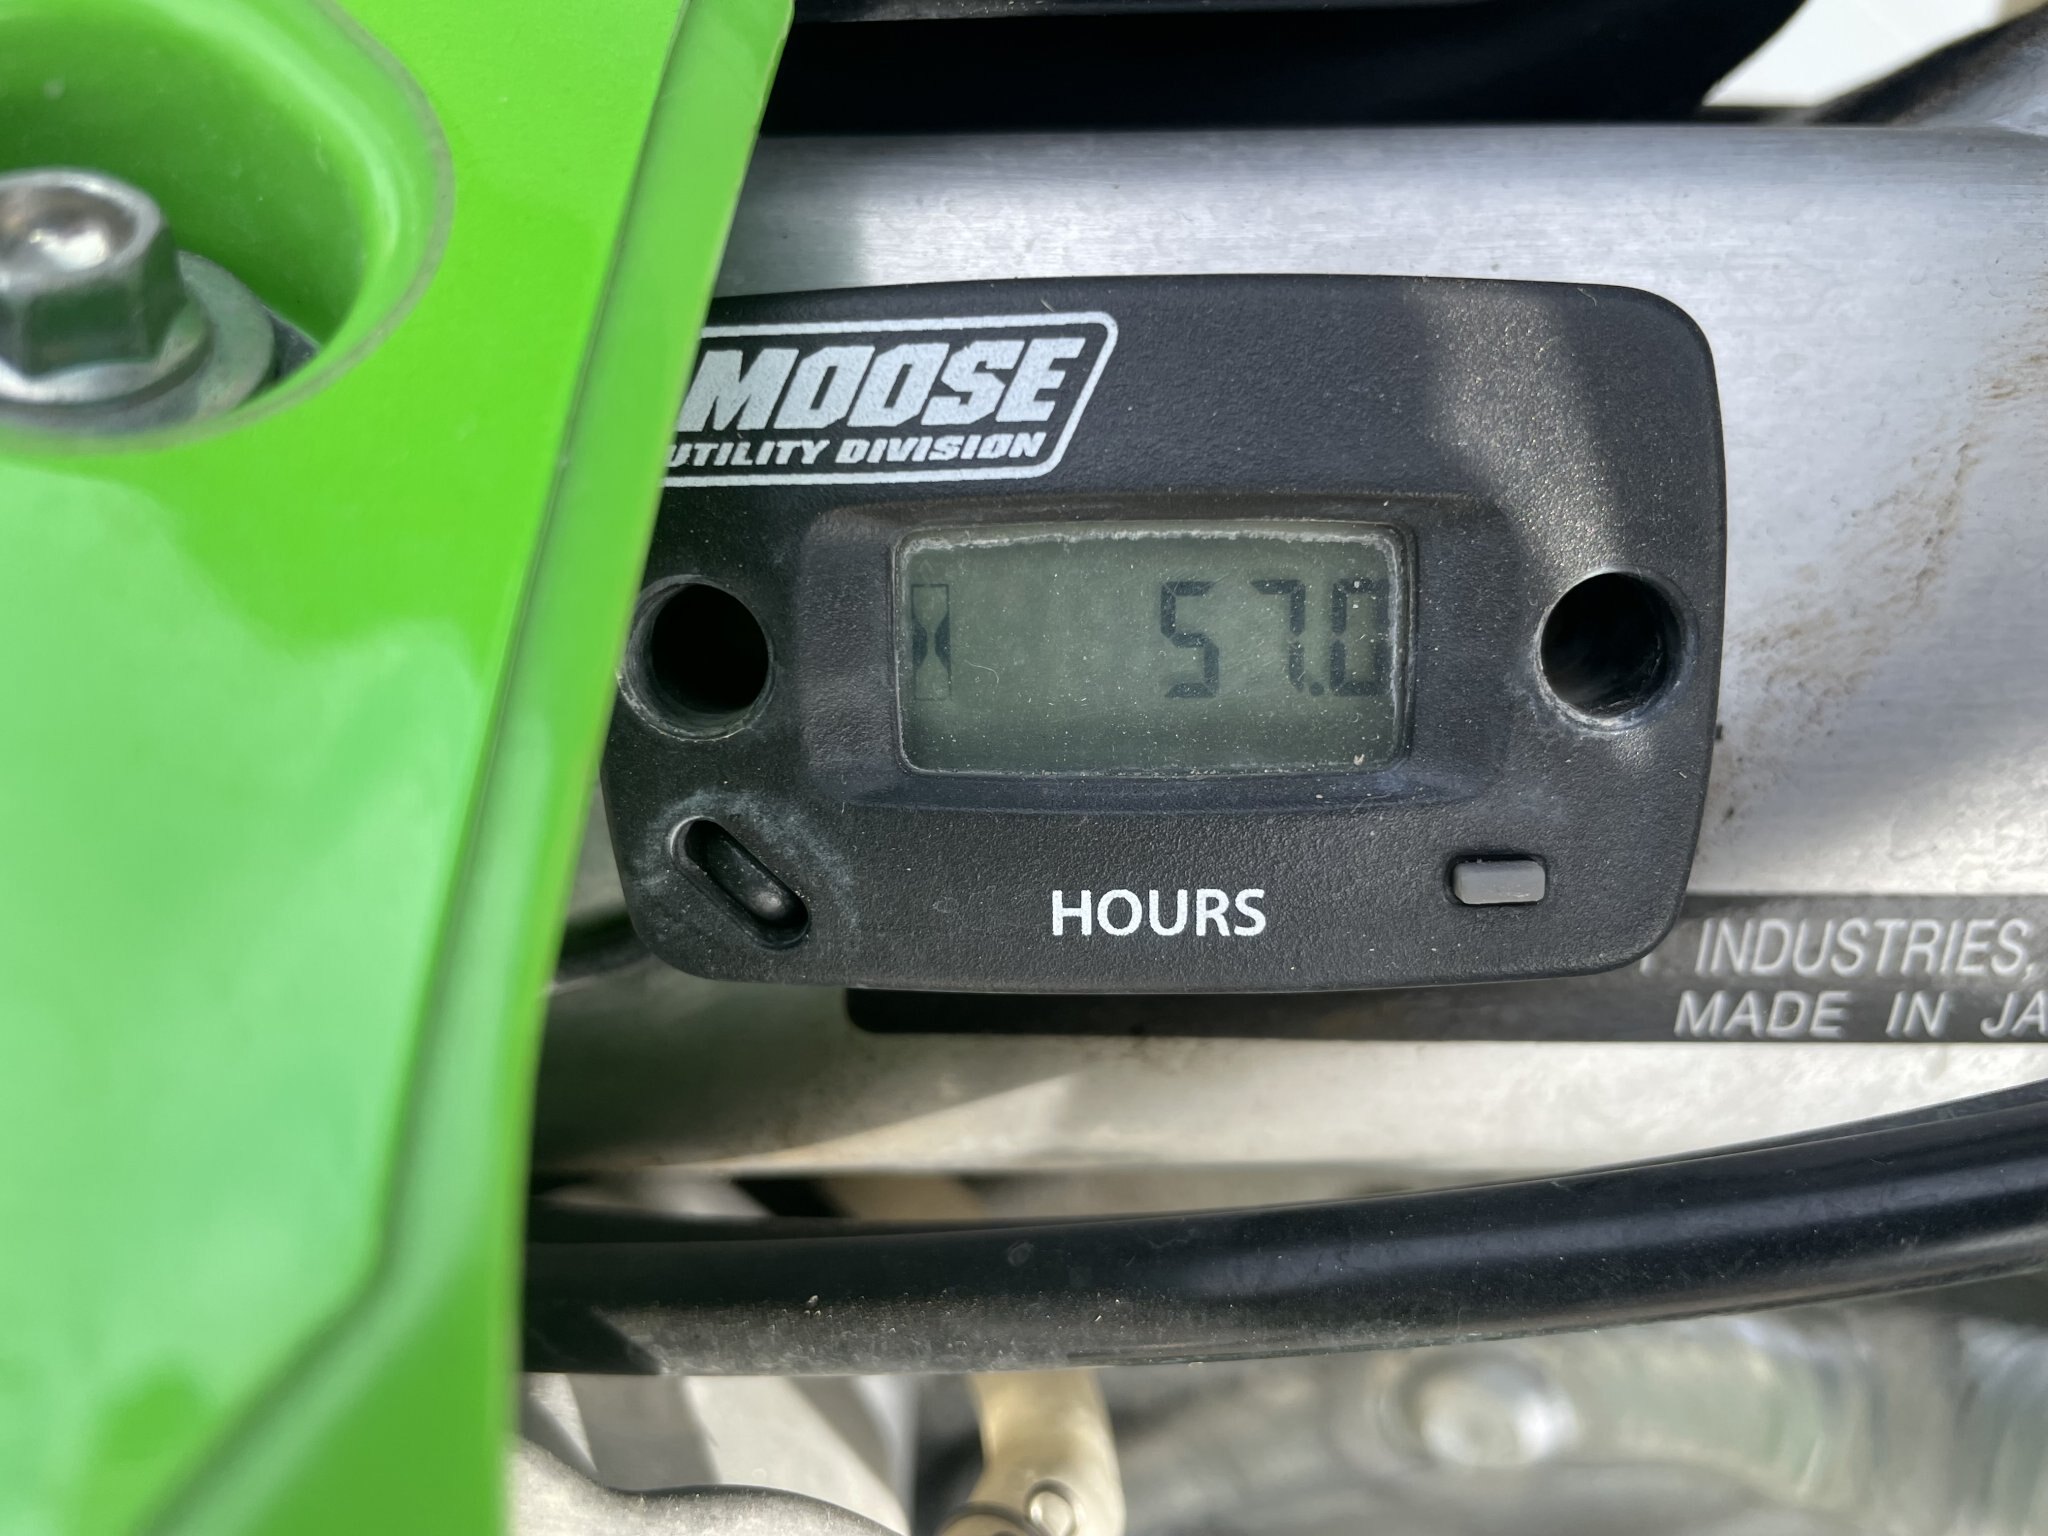 MOOSE
UTILITY DIVISION
57.0
HOURS
INDUSTRIES,
MADE IN JA